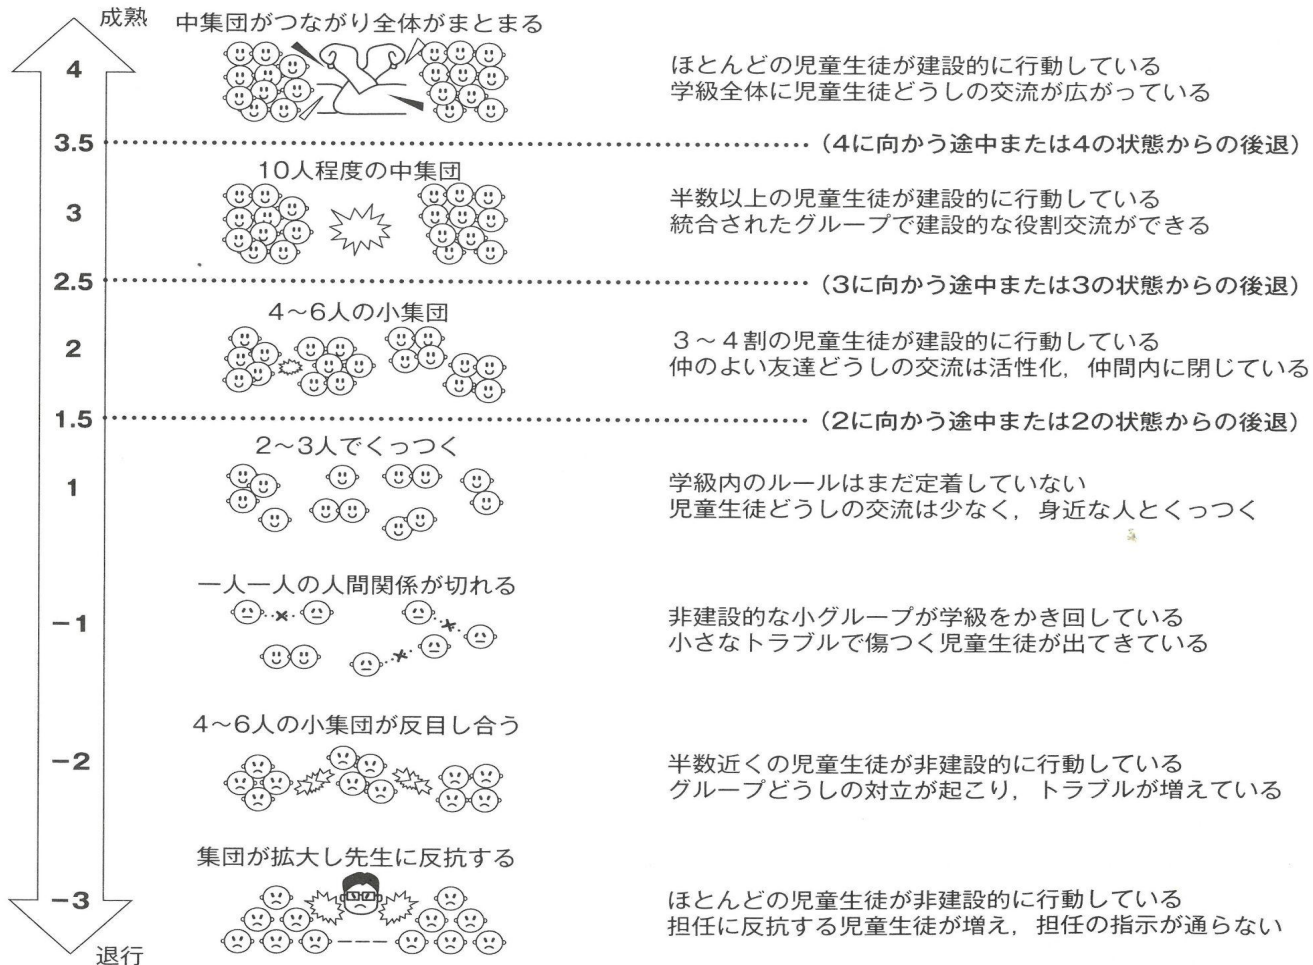 成熟
中集団がつながり全体がまとまる
4
ほとんどの児童生徒が建設的に行動している
学級全体に児童生徒どうしの交流が広がっている
3.5
(4に向かう途中または4の状態からの後退)
10人程度の中集団
3
半数以上の児童生徒が建設的に行動している
統合されたグループで建設的な役割交流ができる
2.5
(3に向かう途中または3の状態からの後退)
4～6人の小集団
2
3～4割の児童生徒が建設的に行動している
仲のよい友達どうしの交流は活性化，仲間内に閉じている
1.5
(2に向かう途中または2の状態からの後退)
2～3人でくっつく
1
学級内のルールはまだ定着していない
児童生徒どうしの交流は少なく，身近な人とくっつく
一人一人の人間関係が切れる
−1
非建設的な小グループが学級をかき回している
小さなトラブルで傷つく児童生徒が出てきている
4～6人の小集団が反目し合う
−2
半数近くの児童生徒が非建設的に行動している
グループどうしの対立が起こり，トラブルが増えている
集団が拡大し先生に反抗する
−3
ほとんどの児童生徒が非建設的に行動している
担任に反抗する児童生徒が増え，担任の指示が通らない
退行